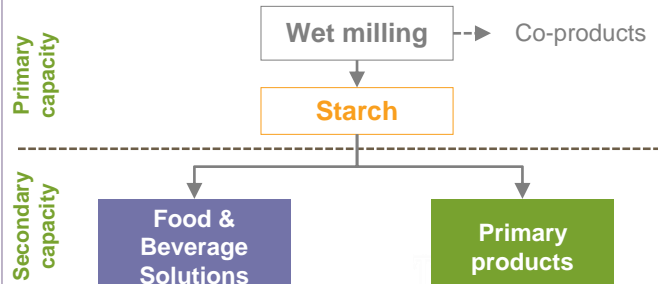 Primary
capacity
Wet milling
Co-products
Starch
Secondary
capacity
Food &
Beverage
Solutions
Primary
products